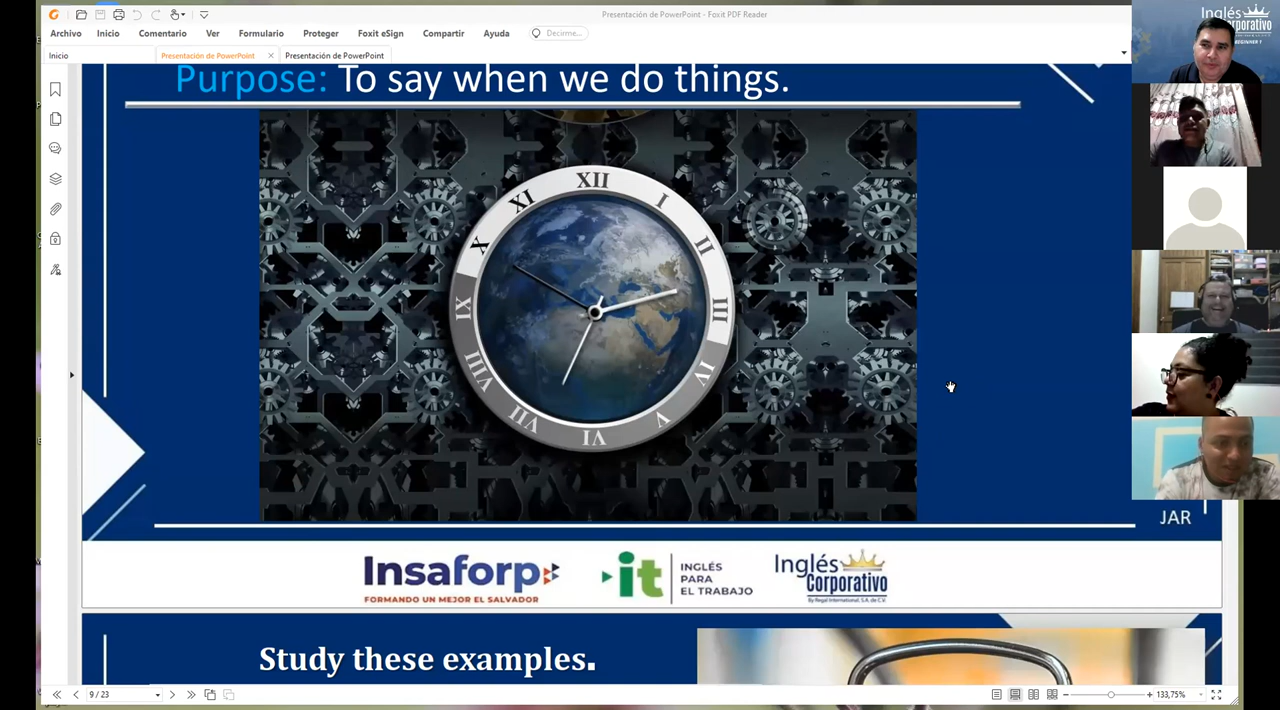 Presentación de PowerPoint - Foxit PDF Reader
Archivo Inicio Comentario Ver Formulario Proteger Foxit eSign Compartir Ayuda Decirme...
Inicio Presentación de PowerPoint Presentación de PowerPoint
Purpose: To say when we do things.
XII
I
II
III
IV
V
VI
VII
VIII
IX
X
XI
JAR
Insaforp
FORMANDO UN MEJOR EL SALVADOR
it
INGLÉS
PARA
EL TRABAJO
Inglés
Corporativo
By Regal International, S.A. de C.V.
Study these examples.
9 / 23
133,75%
Inglés
Corporativo
BEGINNER 1